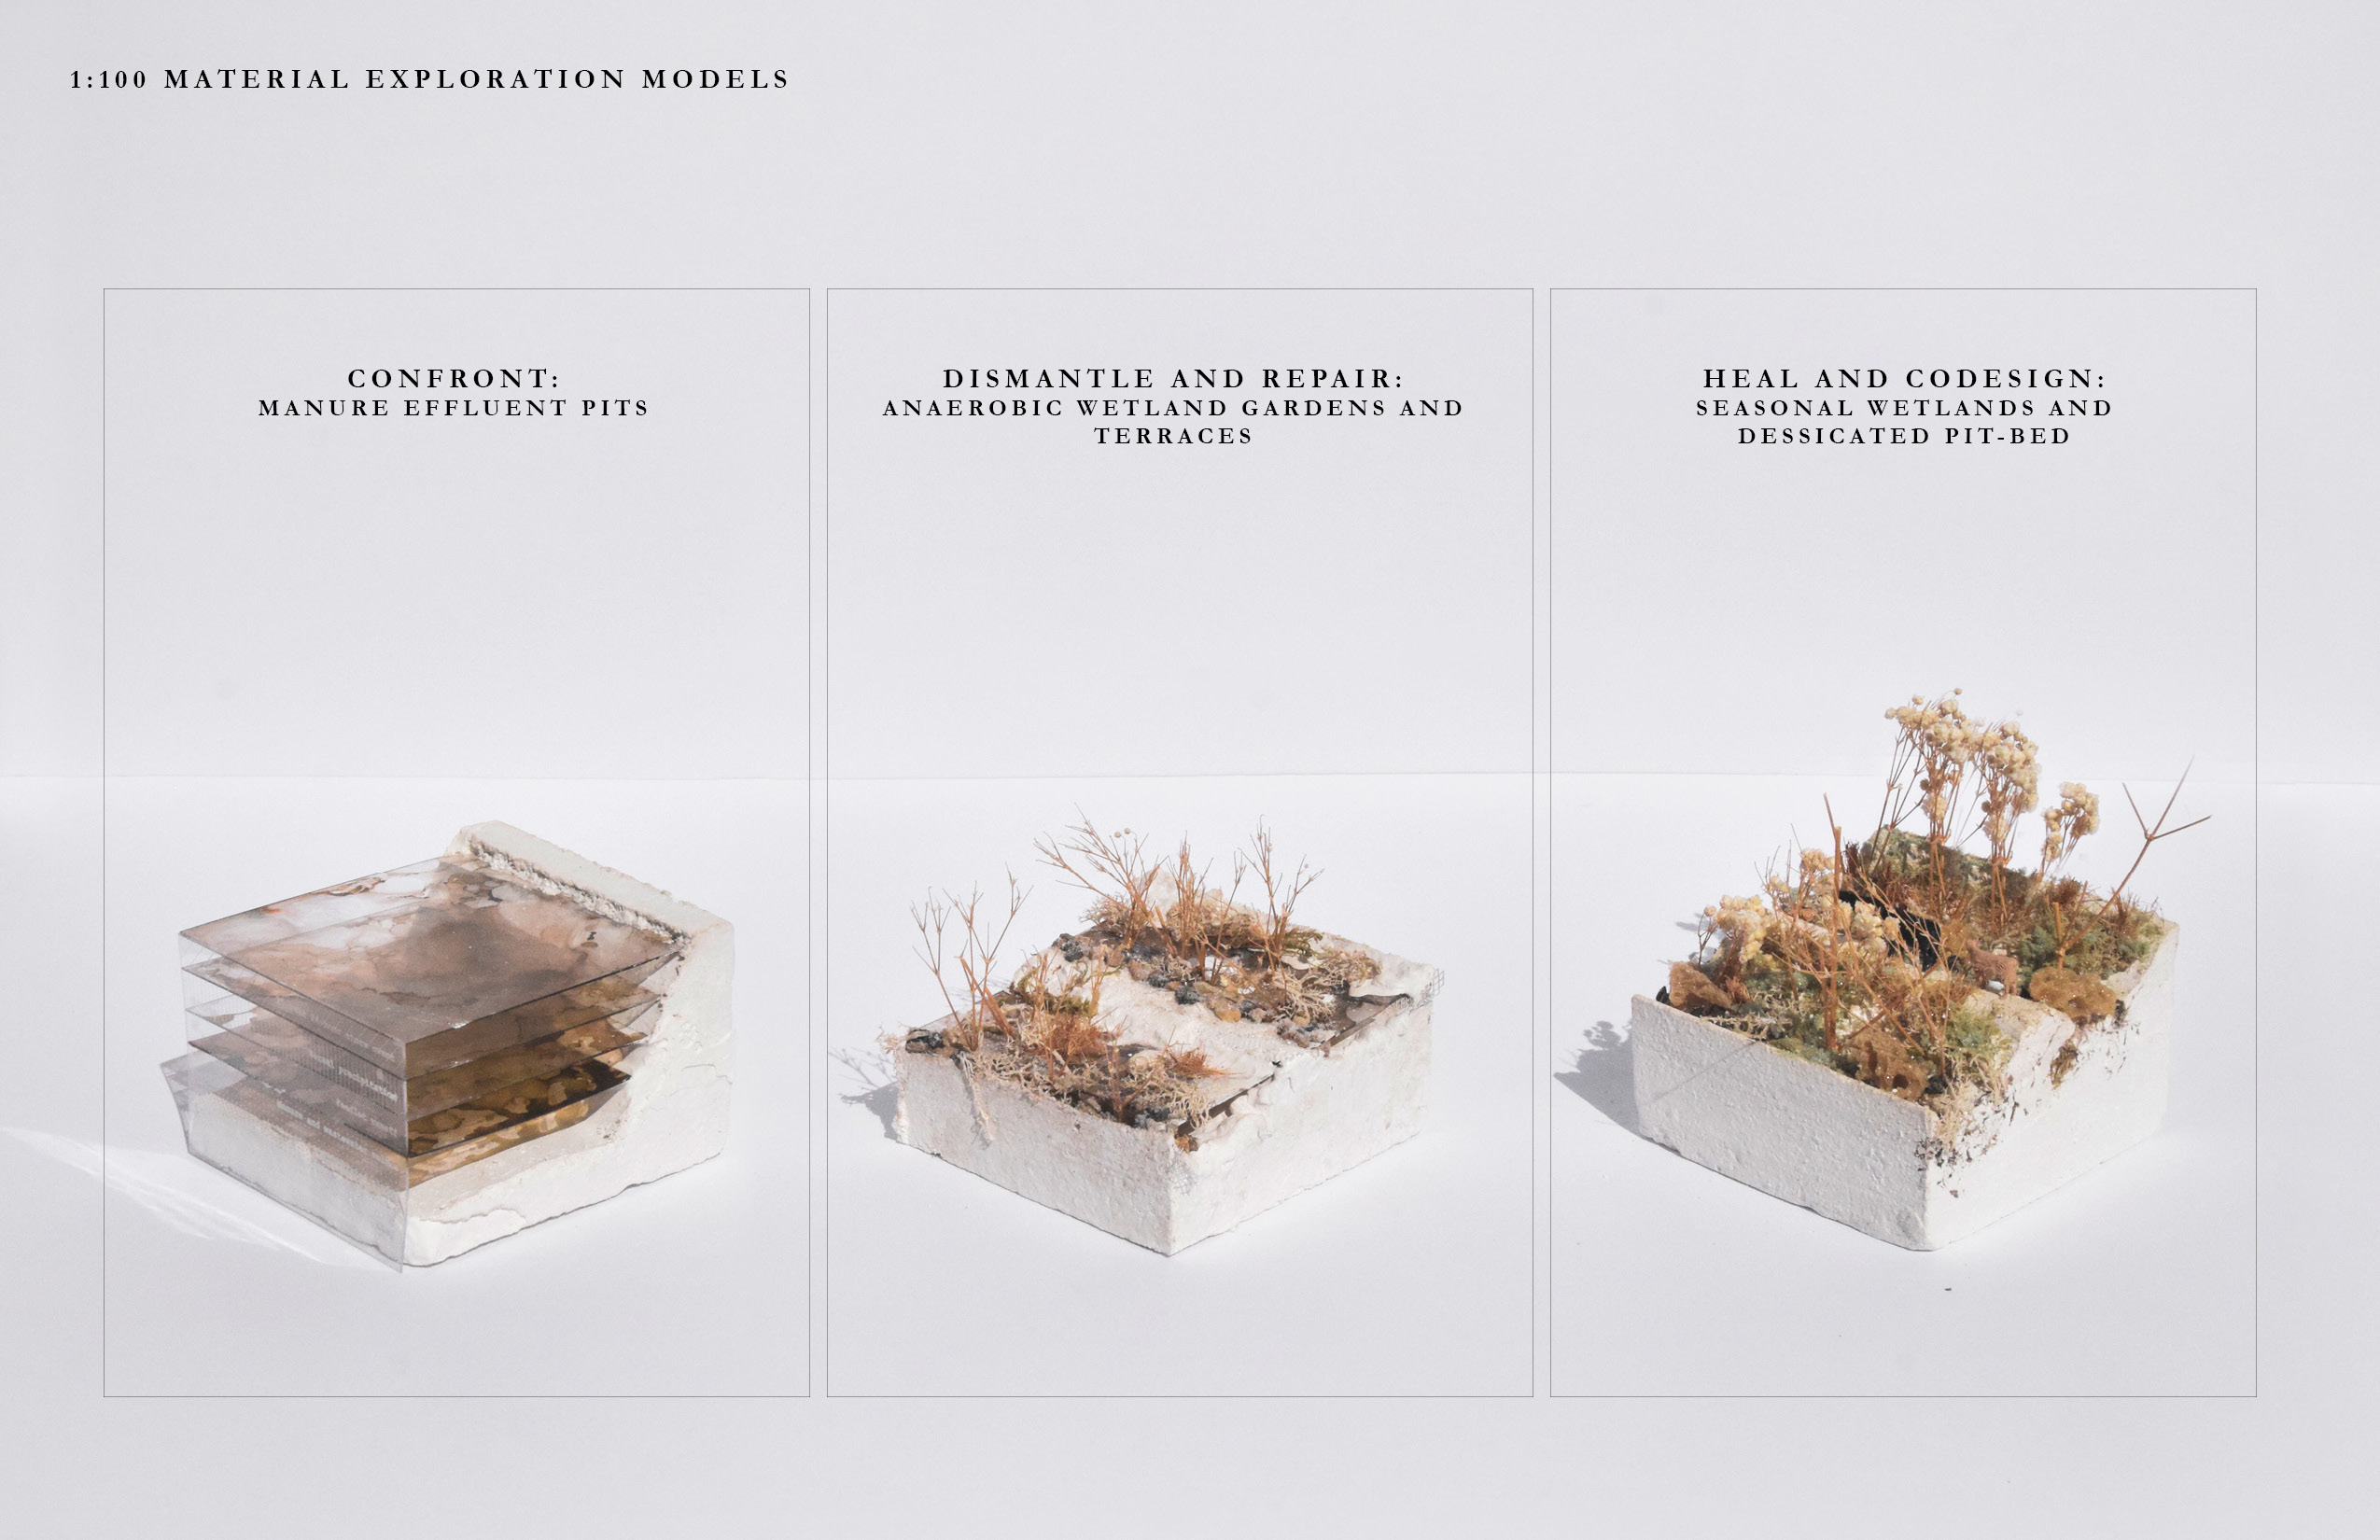 1:100 MATERIAL EXPLORATION MODELS
CONFRONT:
MANURE EFFLUENT PITS
DISMANTLE AND REPAIR:
ANAEROBIC WETLAND GARDENS AND
TERRACES
HEAL AND CODESIGN:
SEASONAL WETLANDS AND
DESSICATED PIT-BED
precipitation